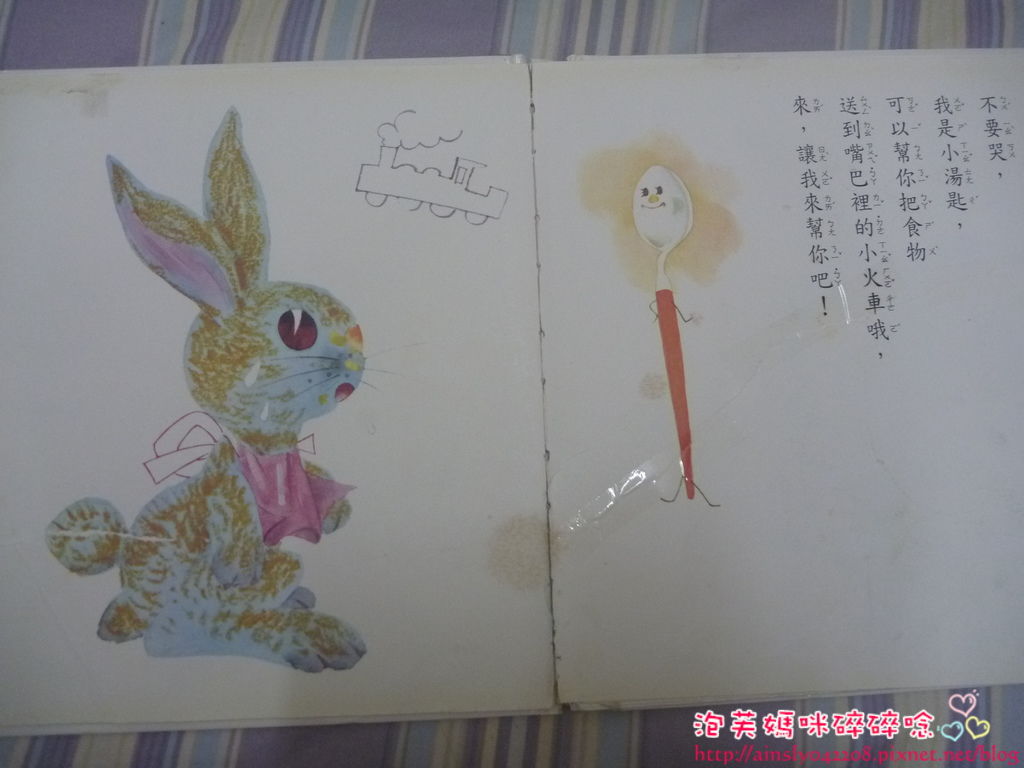 不要哭，
我是小湯匙，
可以幫你把食物
送到嘴巴裡的小火車哦，
來，讓我來幫你吧！
泡芙媽咪碎碎唸
http://ainsly042208.pixnet.net/blog